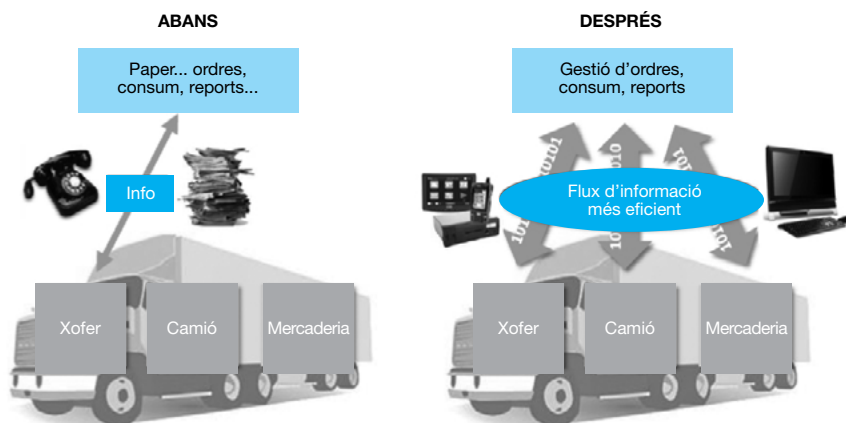 ABANS
Paper... ordres,
consum, reports...
Info
Xofer
Camió
Mercaderia
DESPRÉS
Gestió d'ordres,
consum, reports
Flux d'informació
més eficient
Xofer
Camió
Mercaderia